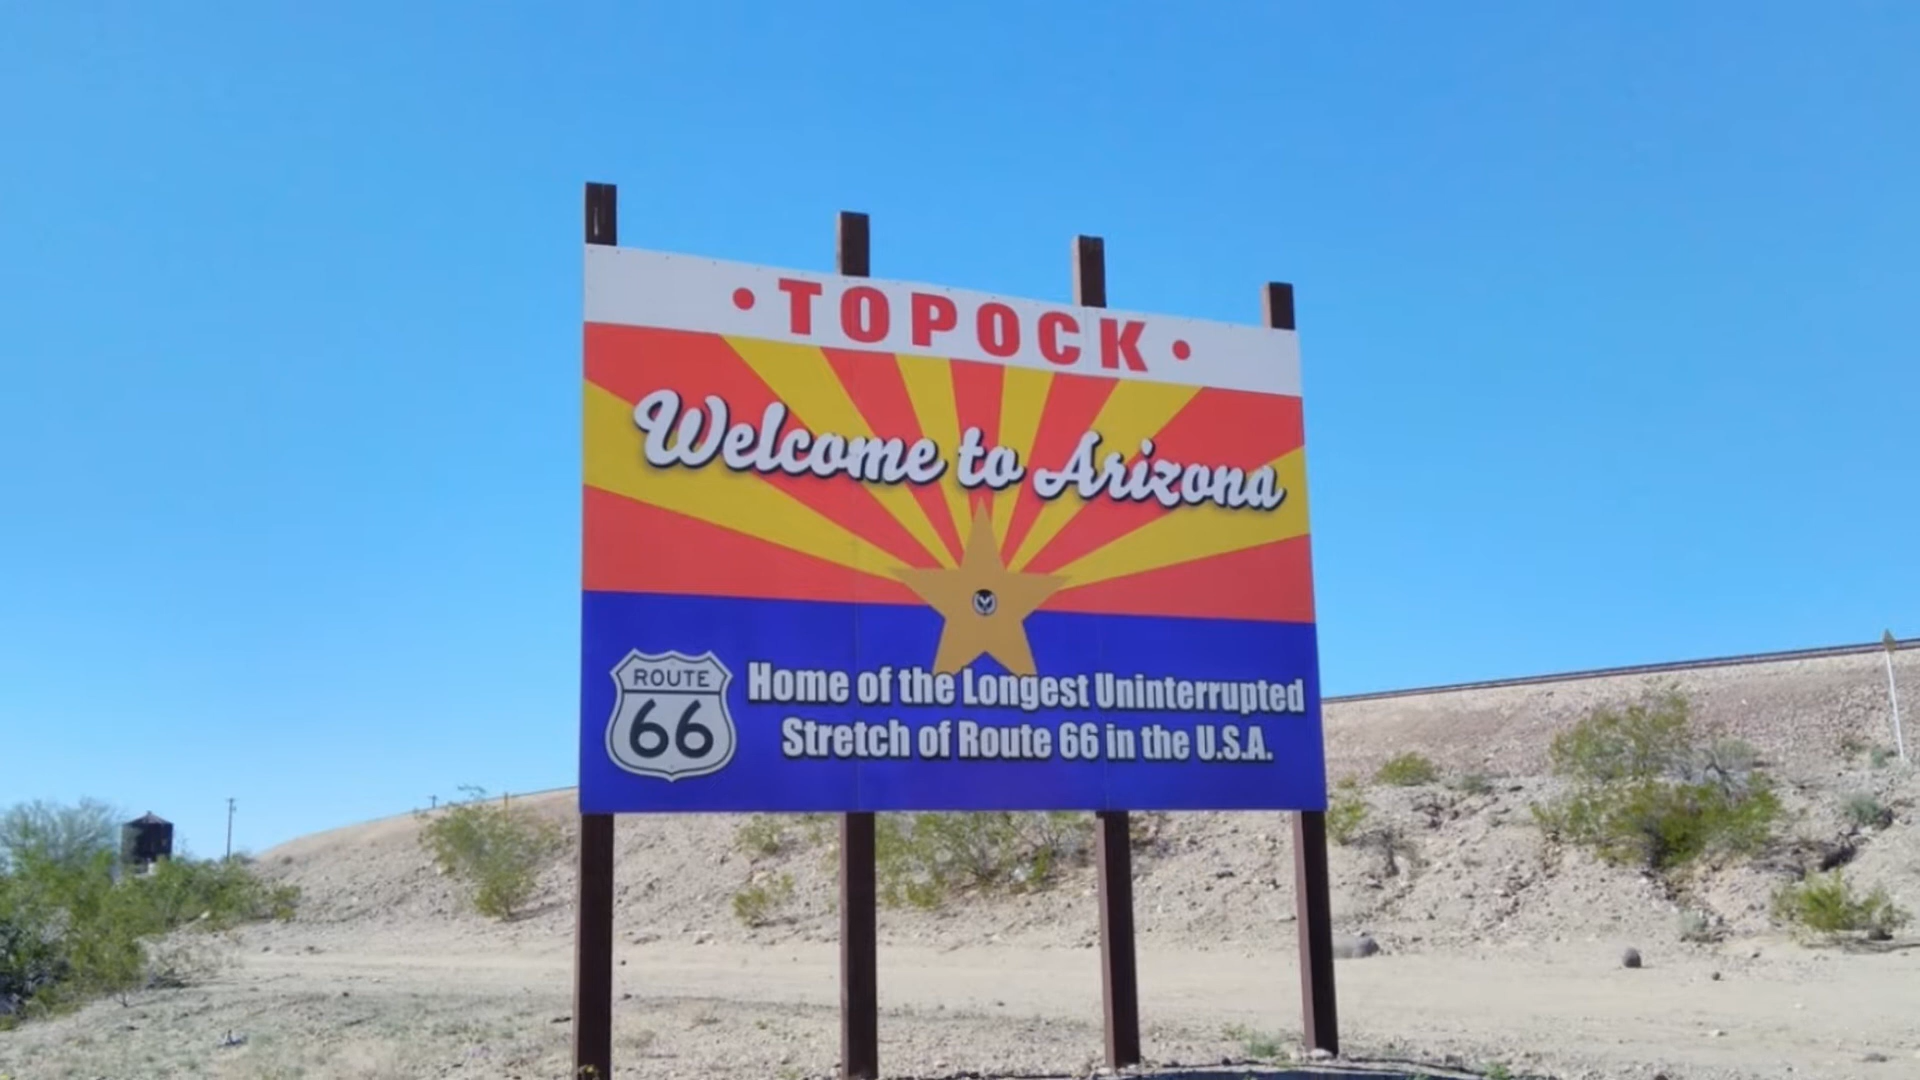 • TOPOCK •
Welcome to Arizona
ROUTE
66
Home of the Longest Uninterrupted
Stretch of Route 66 in the U.S.A.